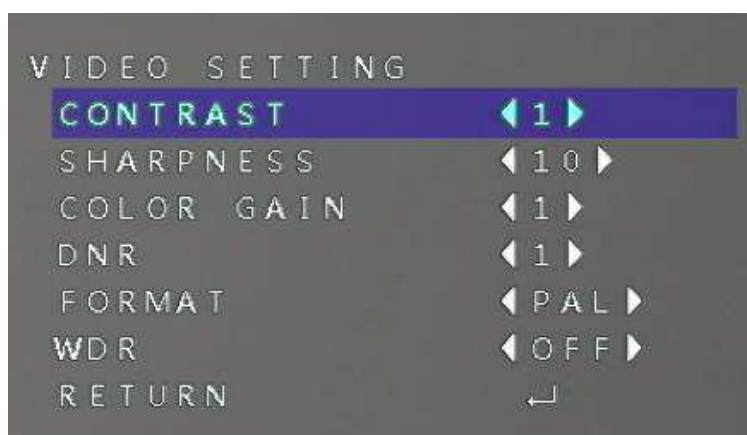 VIDEO SETTING
CONTRAST 1
SHARPNESS 10
COLOR GAIN 1
DNR 1
FORMAT PAL
WDR OFF
RETURN